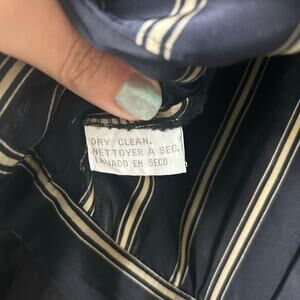 DRY CLEAN.
NETTOYER A SEC.
LAVADO EN SECO